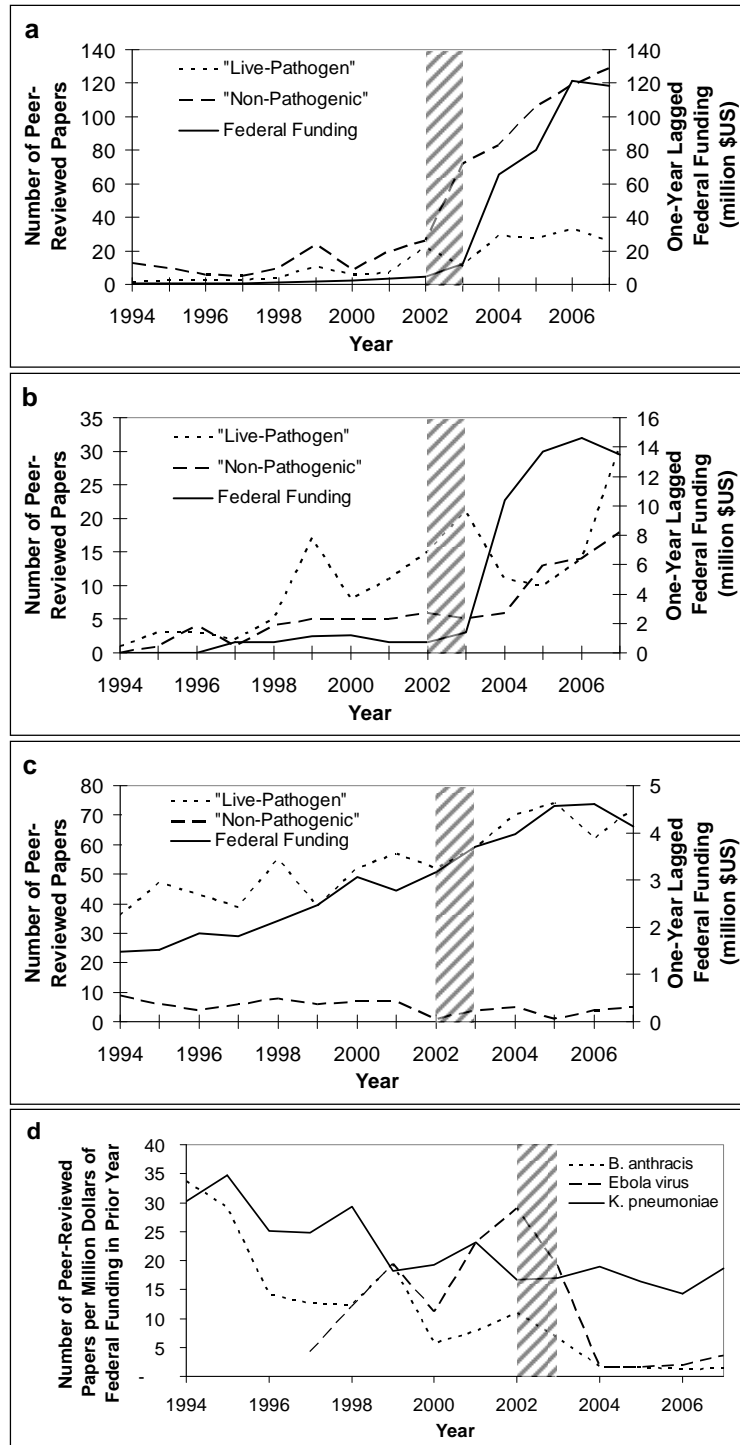 a
Number of Peer-
Reviewed Papers
140
120
100
80
60
40
20
0
"Live-Pathogen"
"Non-Pathogenic"
Federal Funding
140
120
100
80
60
40
20
0
One-Year Lagged
Federal Funding
(million $US)
1994 1996 1998 2000 2002 2004 2006
Year
b
Number of Peer-
Reviewed Papers
35
30
25
20
15
10
5
0
"Live-Pathogen"
"Non-Pathogenic"
Federal Funding
16
14
12
10
8
6
4
2
0
One-Year Lagged
Federal Funding
(million $US)
1994 1996 1998 2000 2002 2004 2006
Year
c
Number of Peer-
Reviewed Papers
80
70
60
50
40
30
20
10
0
"Live-Pathogen"
"Non-Pathogenic"
Federal Funding
5
4
3
2
1
0
One-Year Lagged
Federal Funding
(million $US)
1994 1996 1998 2000 2002 2004 2006
Year
d
Number of Peer-Reviewed
Papers per Million Dollars of
Federal Funding in Prior Year
40
35
30
25
20
15
10
5
-
B. anthracis
Ebola virus
K. pneumoniae
1994 1996 1998 2000 2002 2004 2006
Year